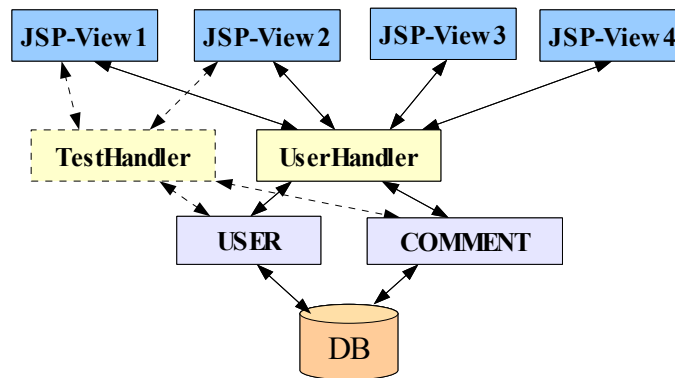 JSP-View1
JSP-View2
JSP-View3
JSP-View4
TestHandler
UserHandler
USER
COMMENT
DB